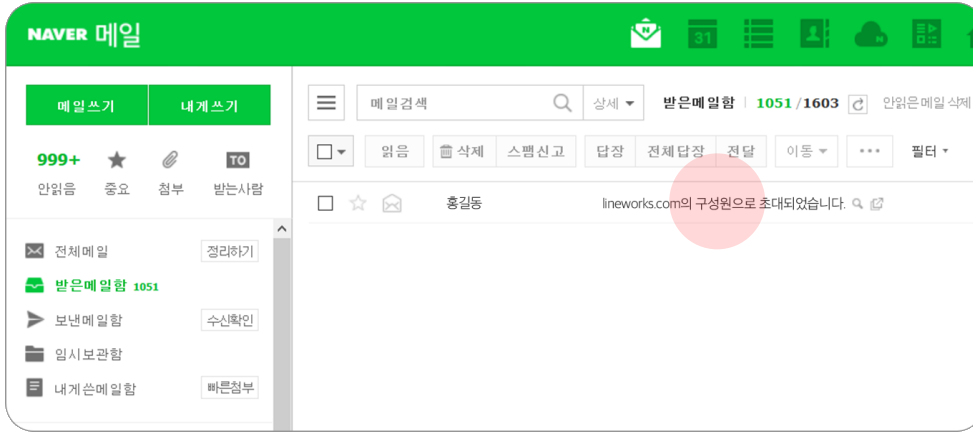 NAVER 메일
31
N
메일쓰기 내게쓰기
999+ TO
안읽음 중요 첨부 받는사람
전체메일 정리하기
받은메일함 1051
보낸메일함 수신확인
임시보관함
내게쓴메일함 빠른첨부
메일검색 상세 받은메일함 1051 /1603 안읽은메일 삭제
읽음 삭제 스팸신고 답장 전체답장 전달 이동 ••• 필터
홍길동 lineworks.com의 구성원으로 초대되었습니다.